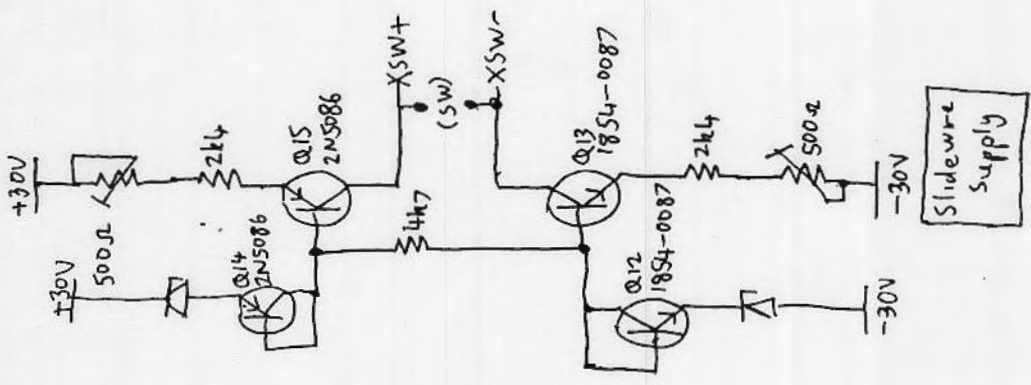 +30V
500Ω
2k4
Q15
2N5086
XSW+
+30V
Q14
2N5086
4k7
(SW)
XSW-
Q13
1854-0087
2k4
500Ω
-30V
Q12
1854-0087
-30V
Slidewire
Supply